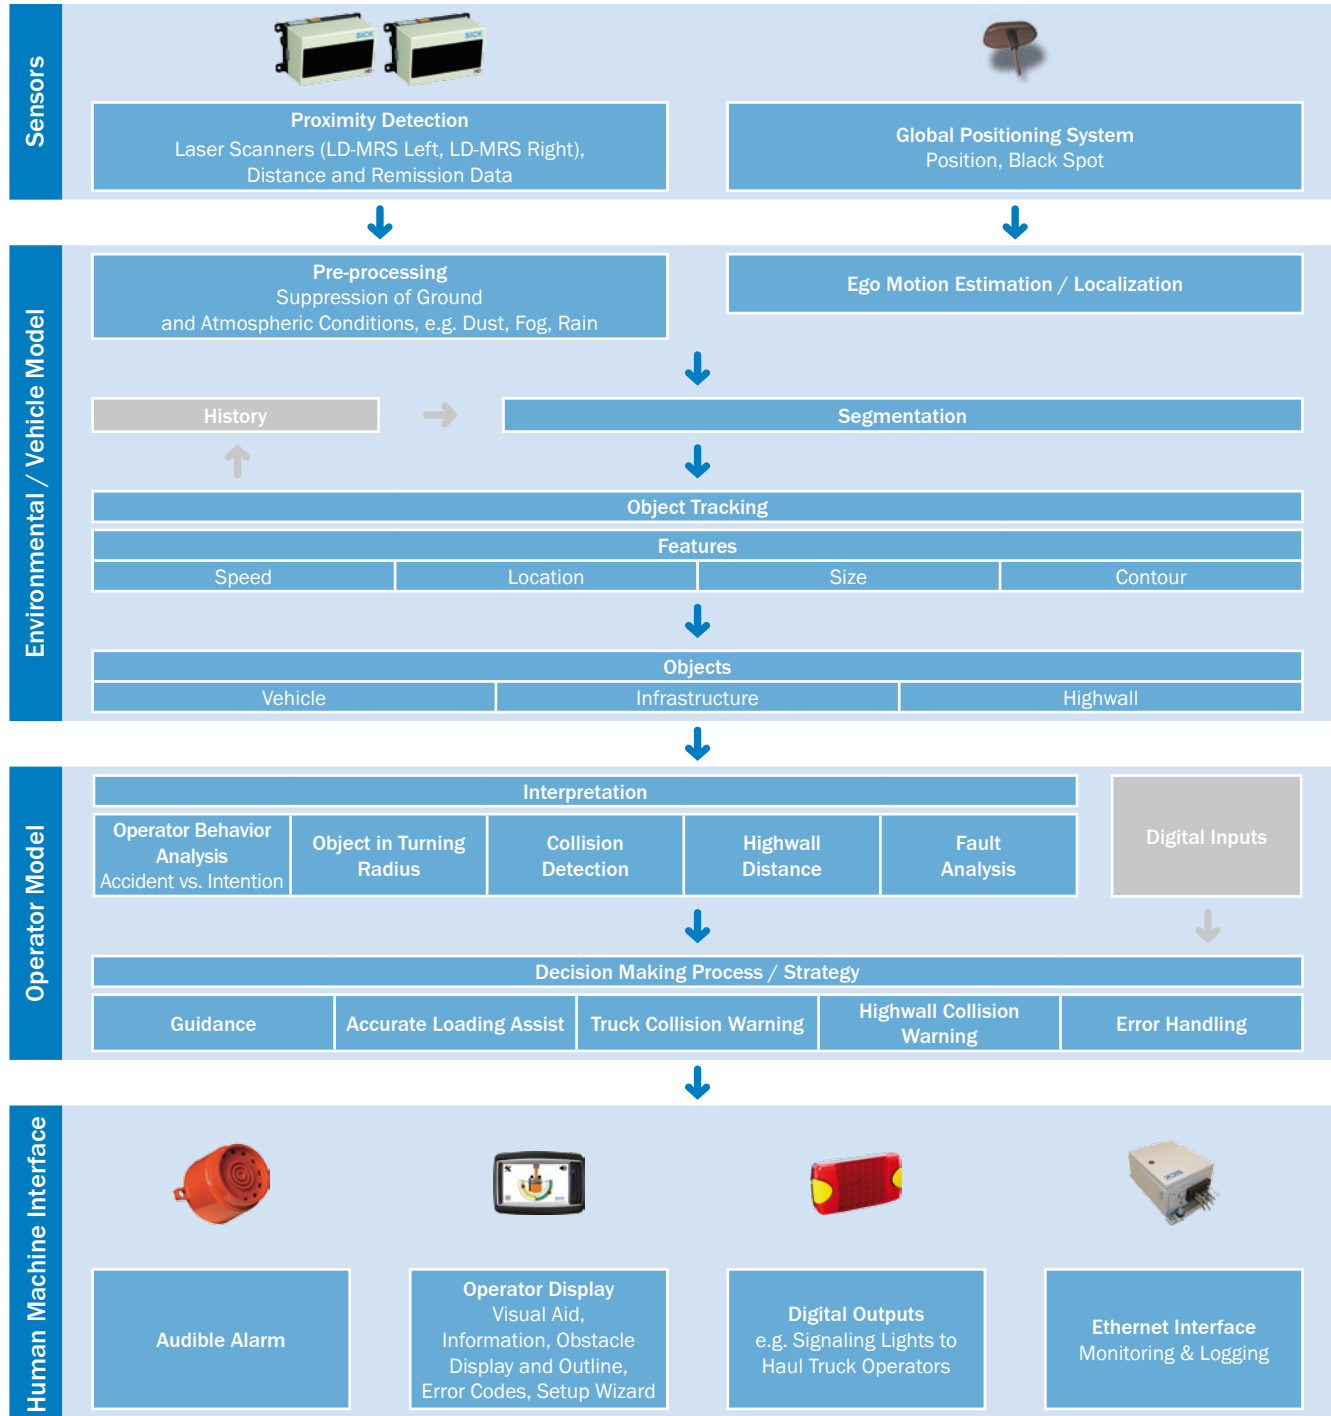 Sensors
SICK
SICK
Proximity Detection
Laser Scanners (LD-MRS Left, LD-MRS Right),
Distance and Remission Data
Global Positioning System
Position, Black Spot
Environmental / Vehicle Model
Pre-processing
Suppression of Ground
and Atmospheric Conditions, e.g. Dust, Fog, Rain
Ego Motion Estimation / Localization
History
Segmentation
Object Tracking
Features
Speed
Location
Size
Contour
Objects
Vehicle
Infrastructure
Highwall
Operator Model
Interpretation
Operator Behavior
Analysis
Accident vs. Intention
Object in Turning
Radius
Collision
Detection
Highwall
Distance
Fault
Analysis
Digital Inputs
Decision Making Process / Strategy
Guidance
Accurate Loading Assist
Truck Collision Warning
Highwall Collision
Warning
Error Handling
Human Machine Interface
SICK
Audible Alarm
Operator Display
Visual Aid,
Information, Obstacle
Display and Outline,
Error Codes, Setup Wizard
Digital Outputs
e.g. Signaling Lights to
Haul Truck Operators
Ethernet Interface
Monitoring & Logging